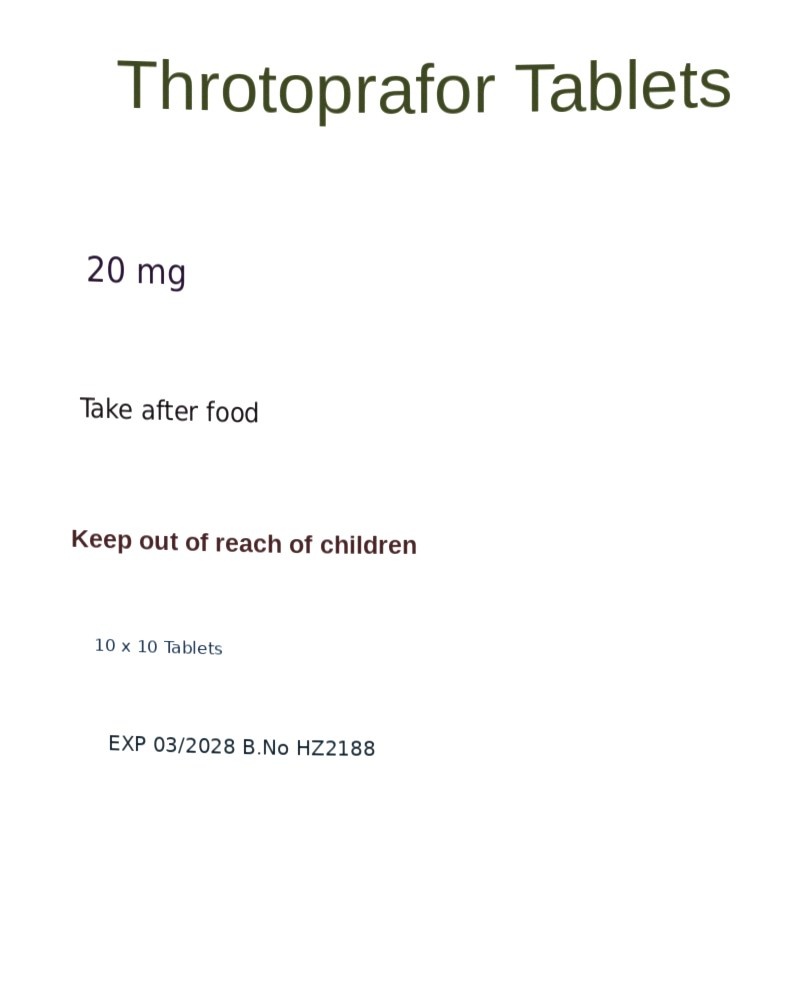 Throtoprafor Tablets
20 mg
Take after food
Keep out of reach of children
10 x 10 Tablets
EXP 03/2028 B.No HZ2188